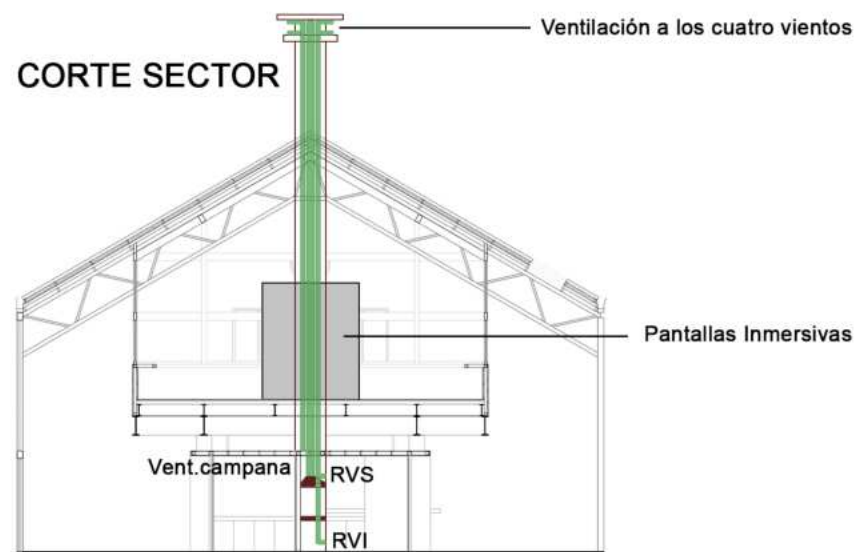 Ventilación a los cuatro vientos
CORTE SECTOR
Pantallas Inmersivas
Vent.campana
RVS
RVI